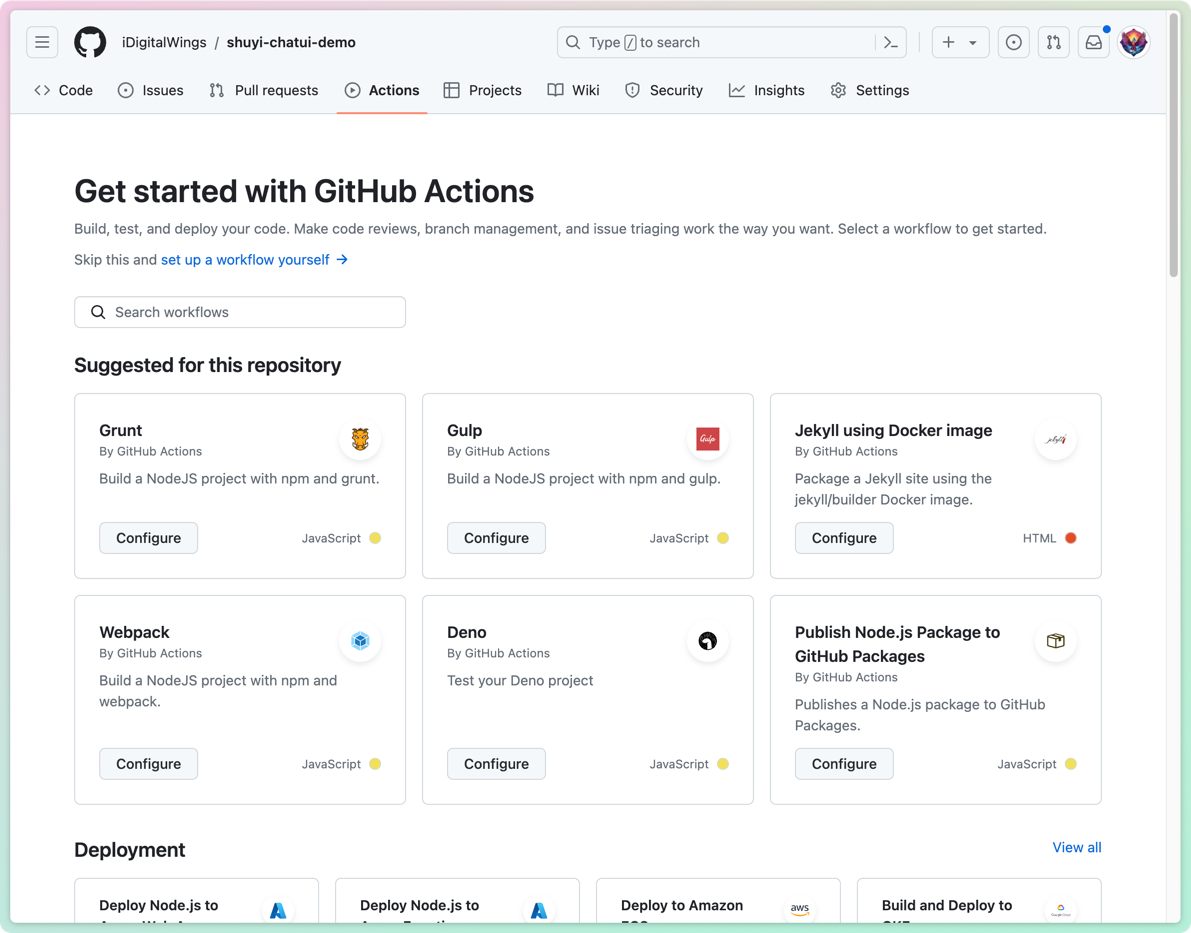 iDigitalWings / shuyi-chatui-demo
Type / to search
Code Issues Pull requests Actions Projects Wiki Security Insights Settings
Get started with GitHub Actions
Build, test, and deploy your code. Make code reviews, branch management, and issue triaging work the way you want. Select a workflow to get started.
Skip this and set up a workflow yourself →
Search workflows
Suggested for this repository
Grunt
By GitHub Actions
Build a NodeJS project with npm and grunt.
Configure
JavaScript
Gulp
Gulp
By GitHub Actions
Build a NodeJS project with npm and gulp.
Configure
JavaScript
Jekyll using Docker image
jekyll
By GitHub Actions
Package a Jekyll site using the
jekyll/builder Docker image.
Configure
HTML
Webpack
By GitHub Actions
Build a NodeJS project with npm and
webpack.
Configure
JavaScript
Deno
By GitHub Actions
Test your Deno project
Configure
JavaScript
Publish Node.js Package to
GitHub Packages
By GitHub Actions
Publishes a Node.js package to GitHub
Packages.
Configure
JavaScript
Deployment
View all
Deploy Node.js to
Deploy Node.js to
Deploy to Amazon
aws
Build and Deploy to
Google Cloud